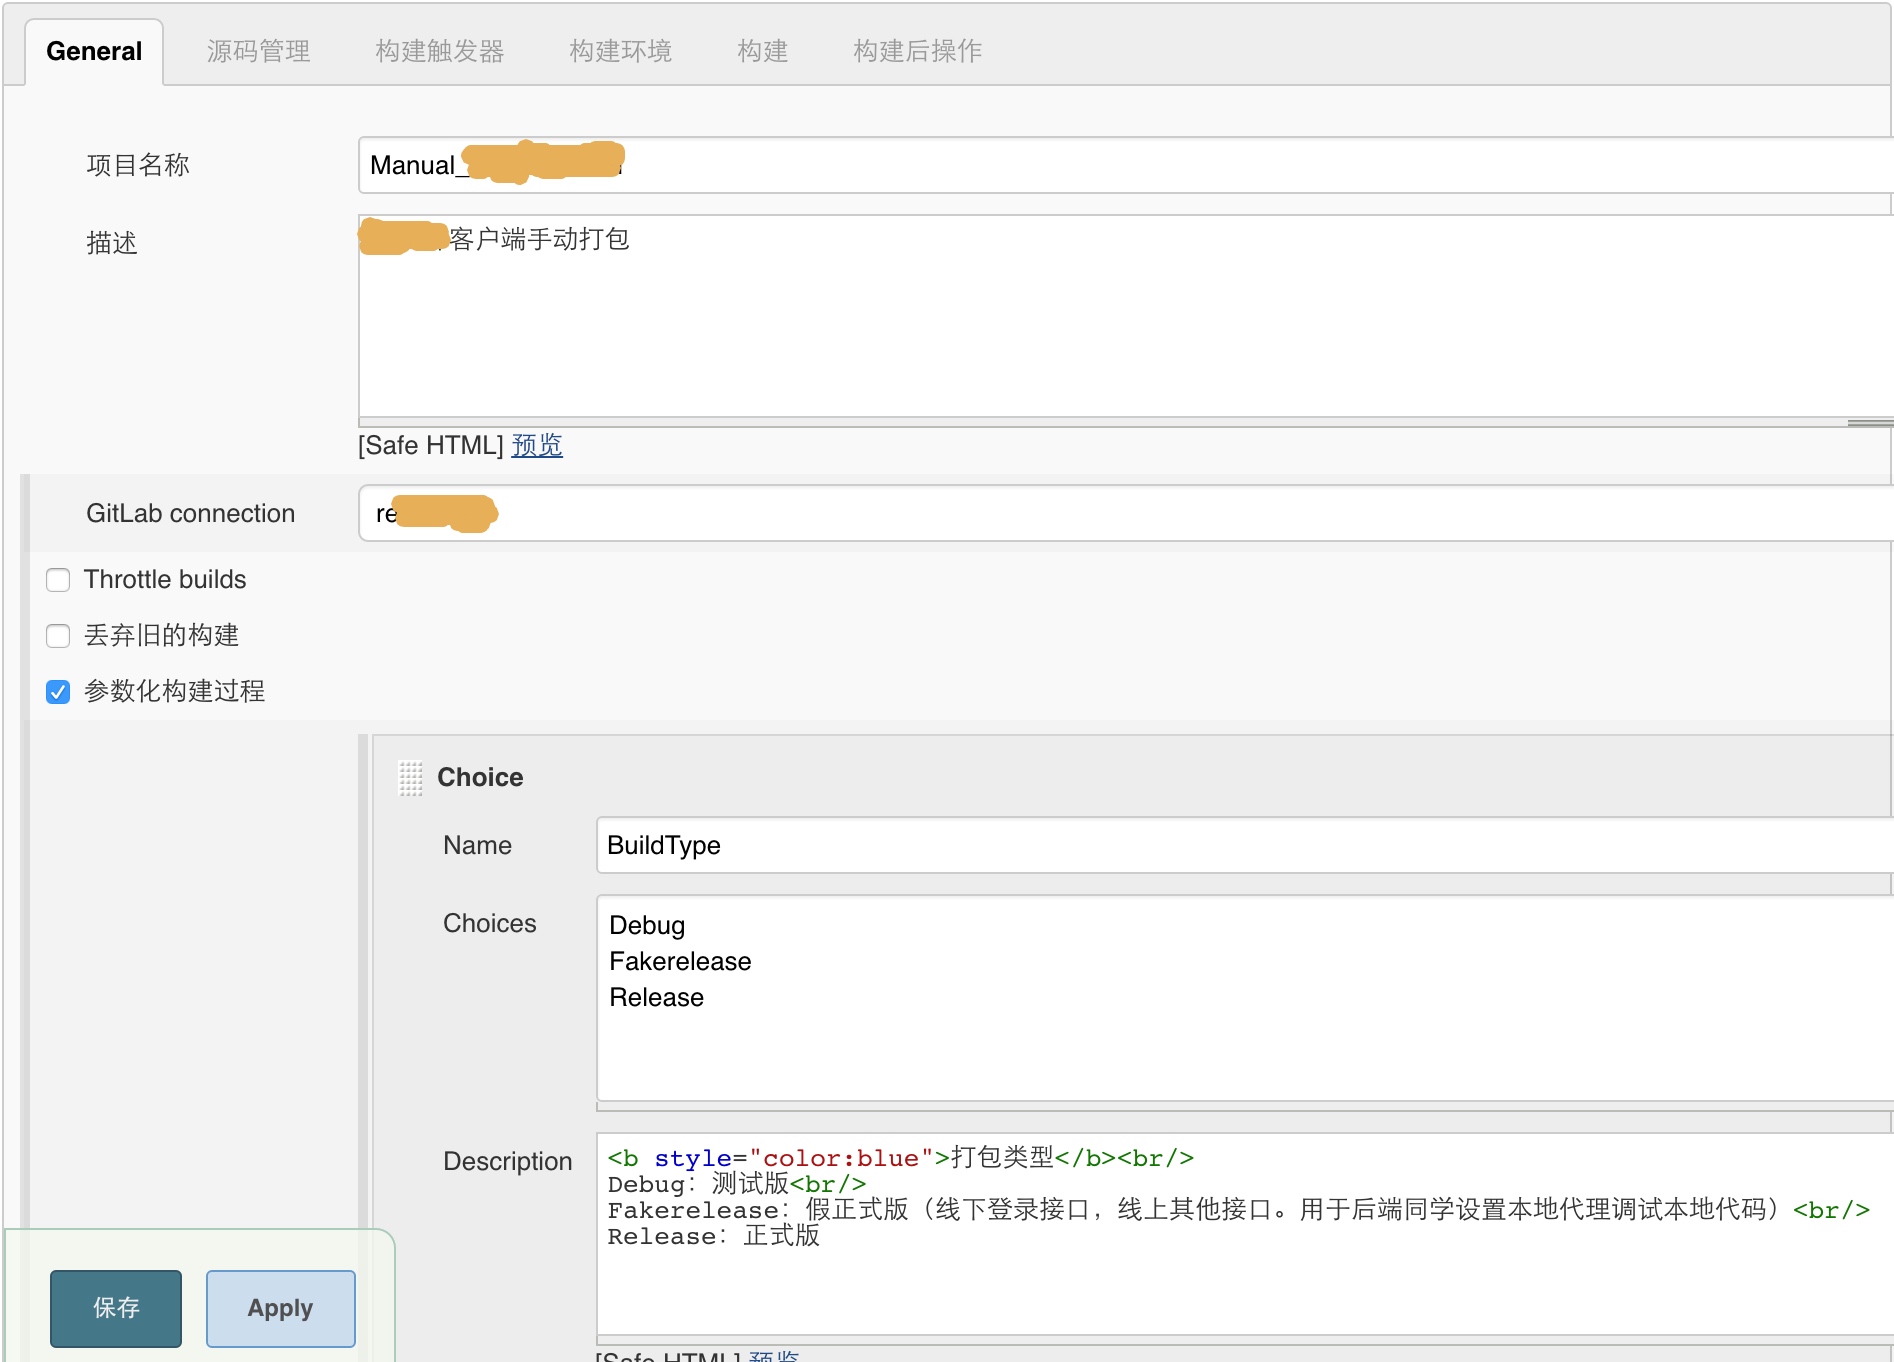 General 源码管理 构建触发器 构建环境 构建 构建后操作
项目名称 Manual_
描述 客户端手动打包
[Safe HTML] 预览
GitLab connection re
Throttle builds
丢弃旧的构建
参数化构建过程
Choice
Name BuildType
Choices Debug
Fakerelease
Release
Description <b style="color:blue">打包类型</b><br/>
Debug：测试版<br/>
Fakerelease：假正式版（线下登录接口，线上其他接口。用于后端同学设置本地代理调试本地代码）<br/>
Release：正式版
保存 Apply
[Safe HTML] 预览